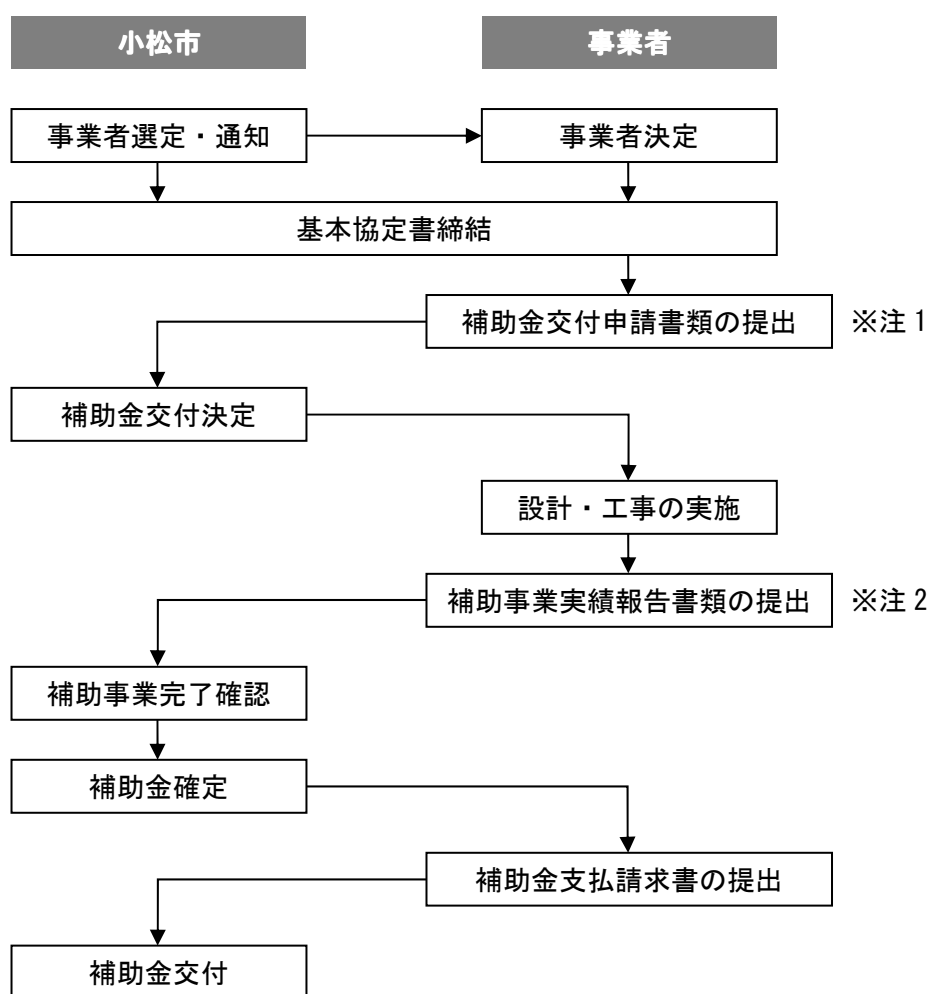 小松市
事業者
事業者選定・通知
事業者決定
基本協定書締結
補助金交付申請書類の提出
※注1
補助金交付決定
設計・工事の実施
補助事業実績報告書類の提出
※注2
補助事業完了確認
補助金確定
補助金支払請求書の提出
補助金交付